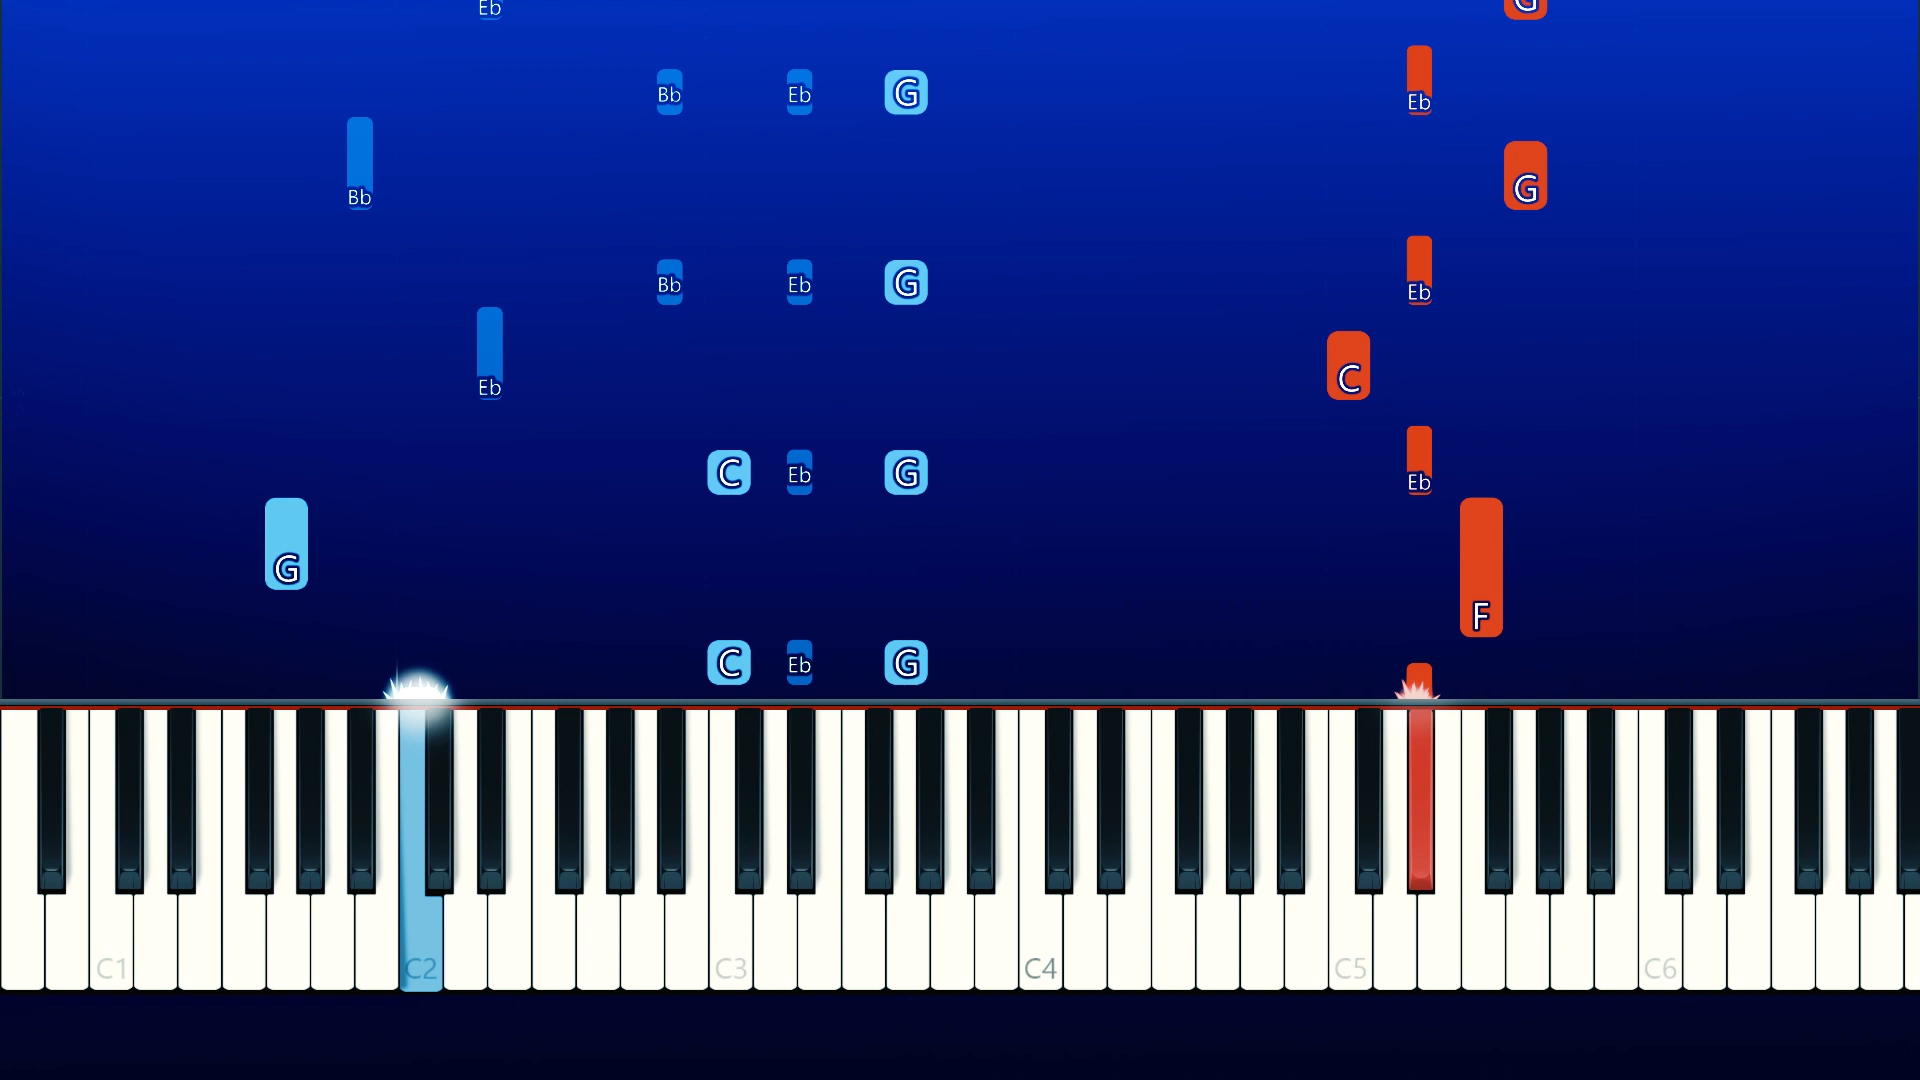 Eb G
Bb Eb G Eb
Bb G
Bb Eb G Eb
Eb C
C Eb G Eb
G F
C Eb G
C1 C2 C3 C4 C5 C6